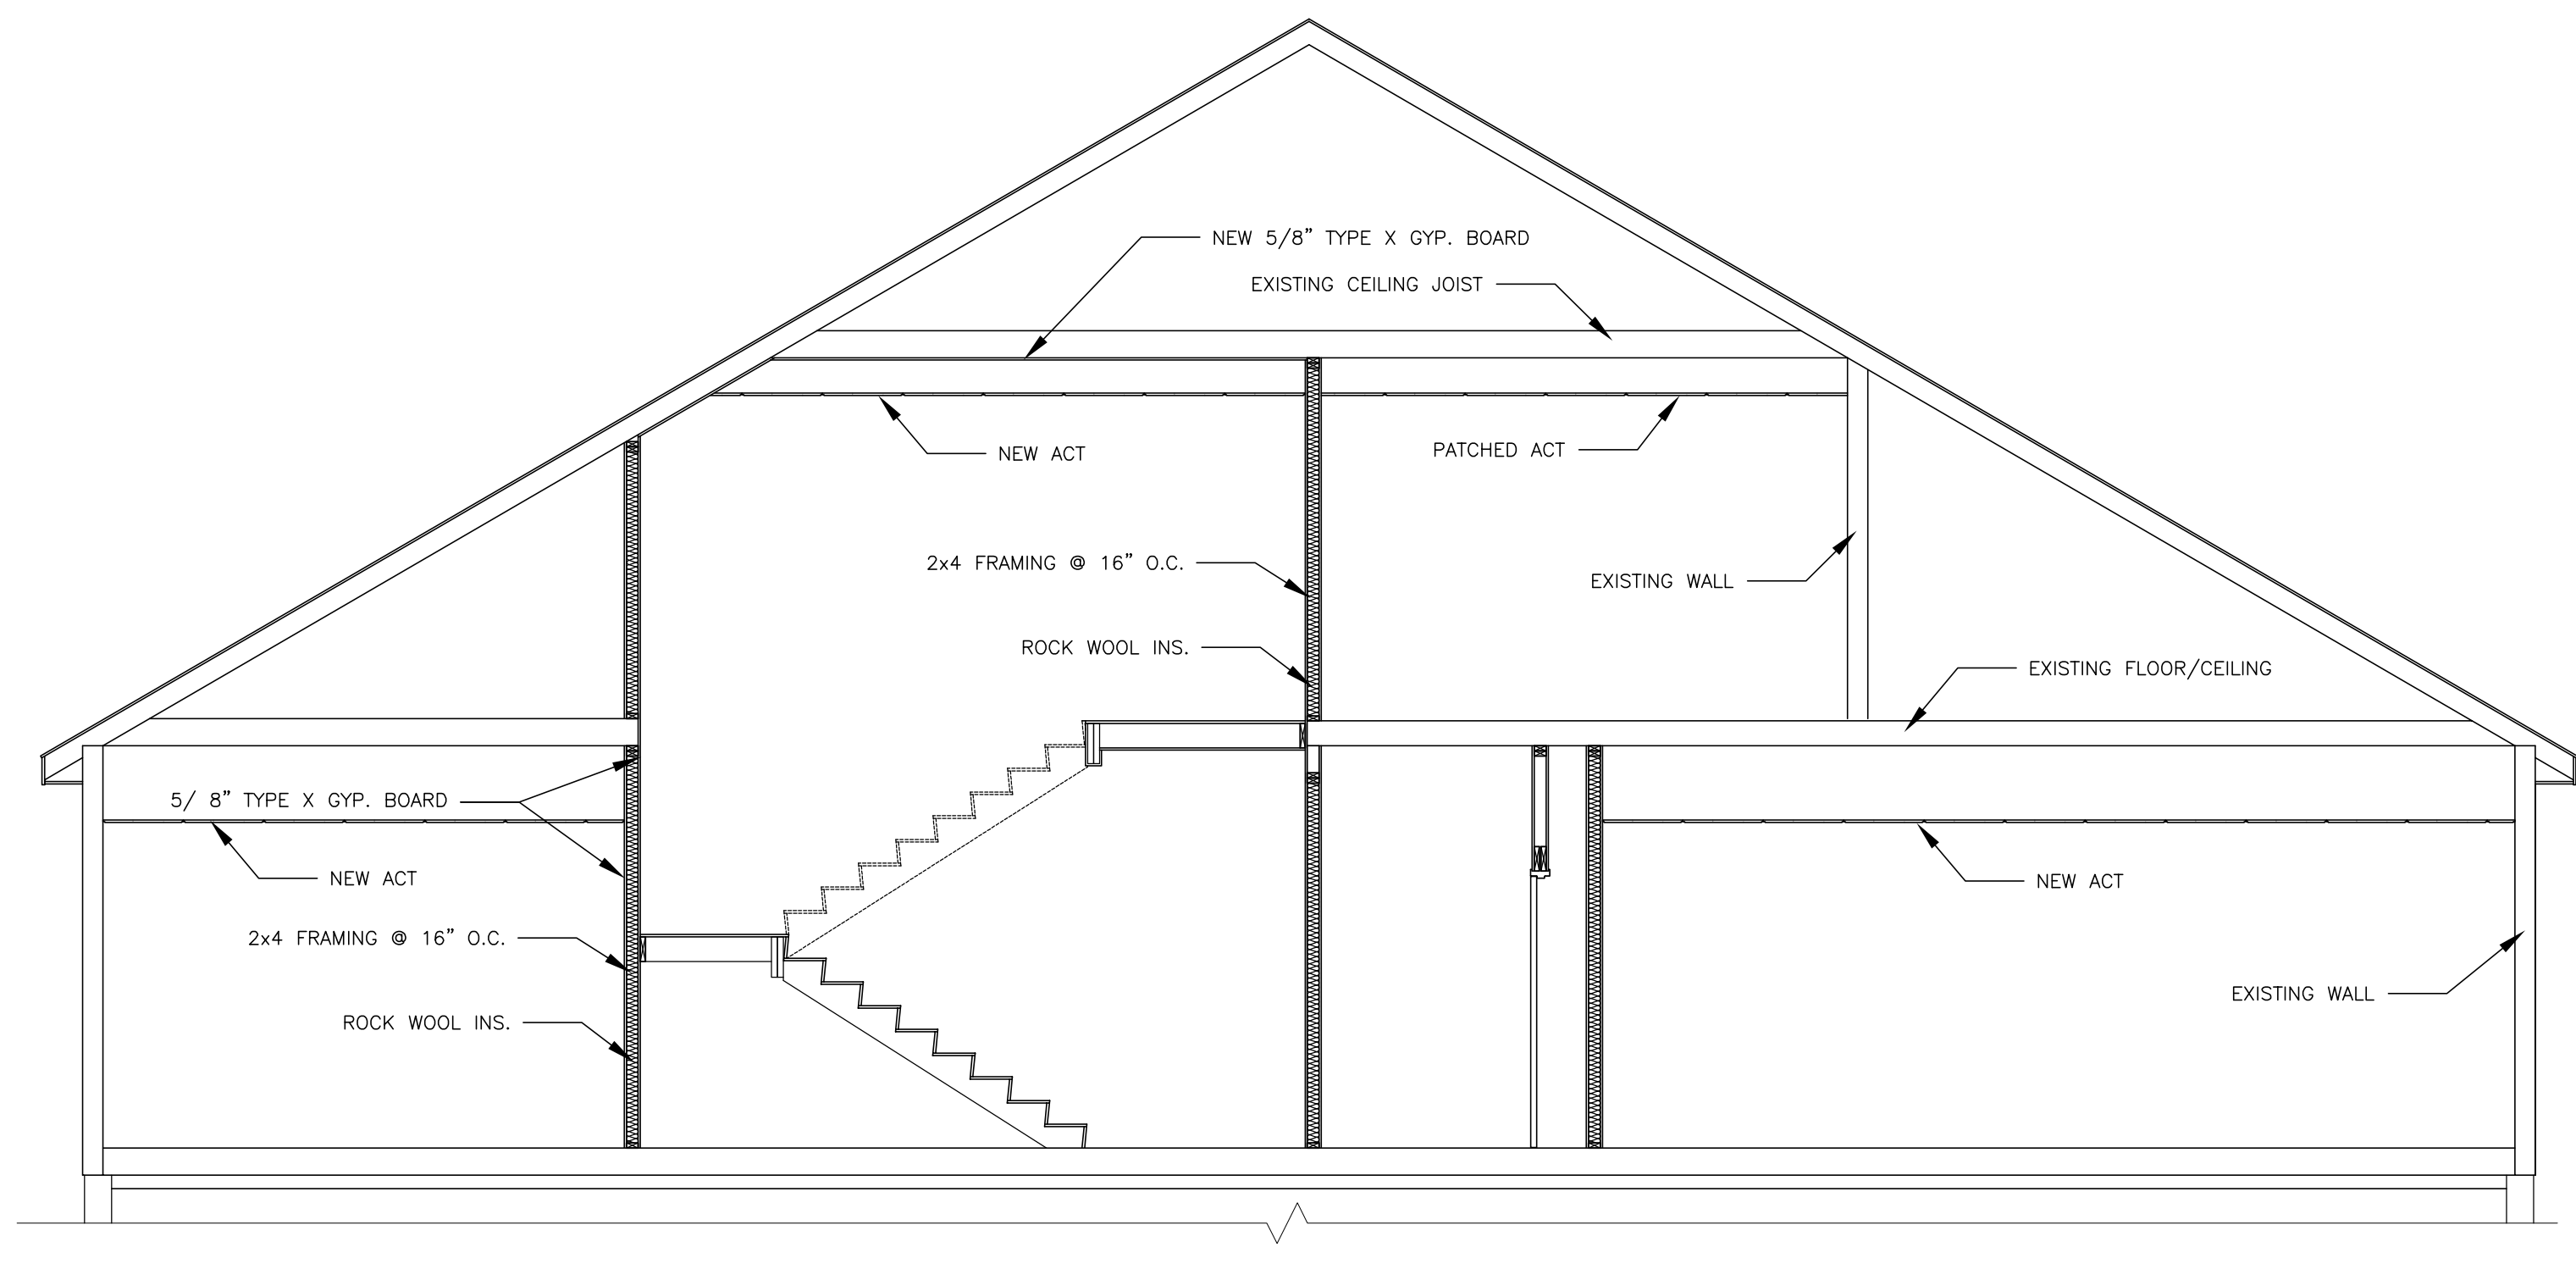 NEW 5/8" TYPE X GYP. BOARD
EXISTING CEILING JOIST
NEW ACT
PATCHED ACT
2x4 FRAMING @ 16" O.C.
EXISTING WALL
ROCK WOOL INS.
EXISTING FLOOR/CEILING
5/ 8" TYPE X GYP. BOARD
NEW ACT
NEW ACT
2x4 FRAMING @ 16" O.C.
EXISTING WALL
ROCK WOOL INS.